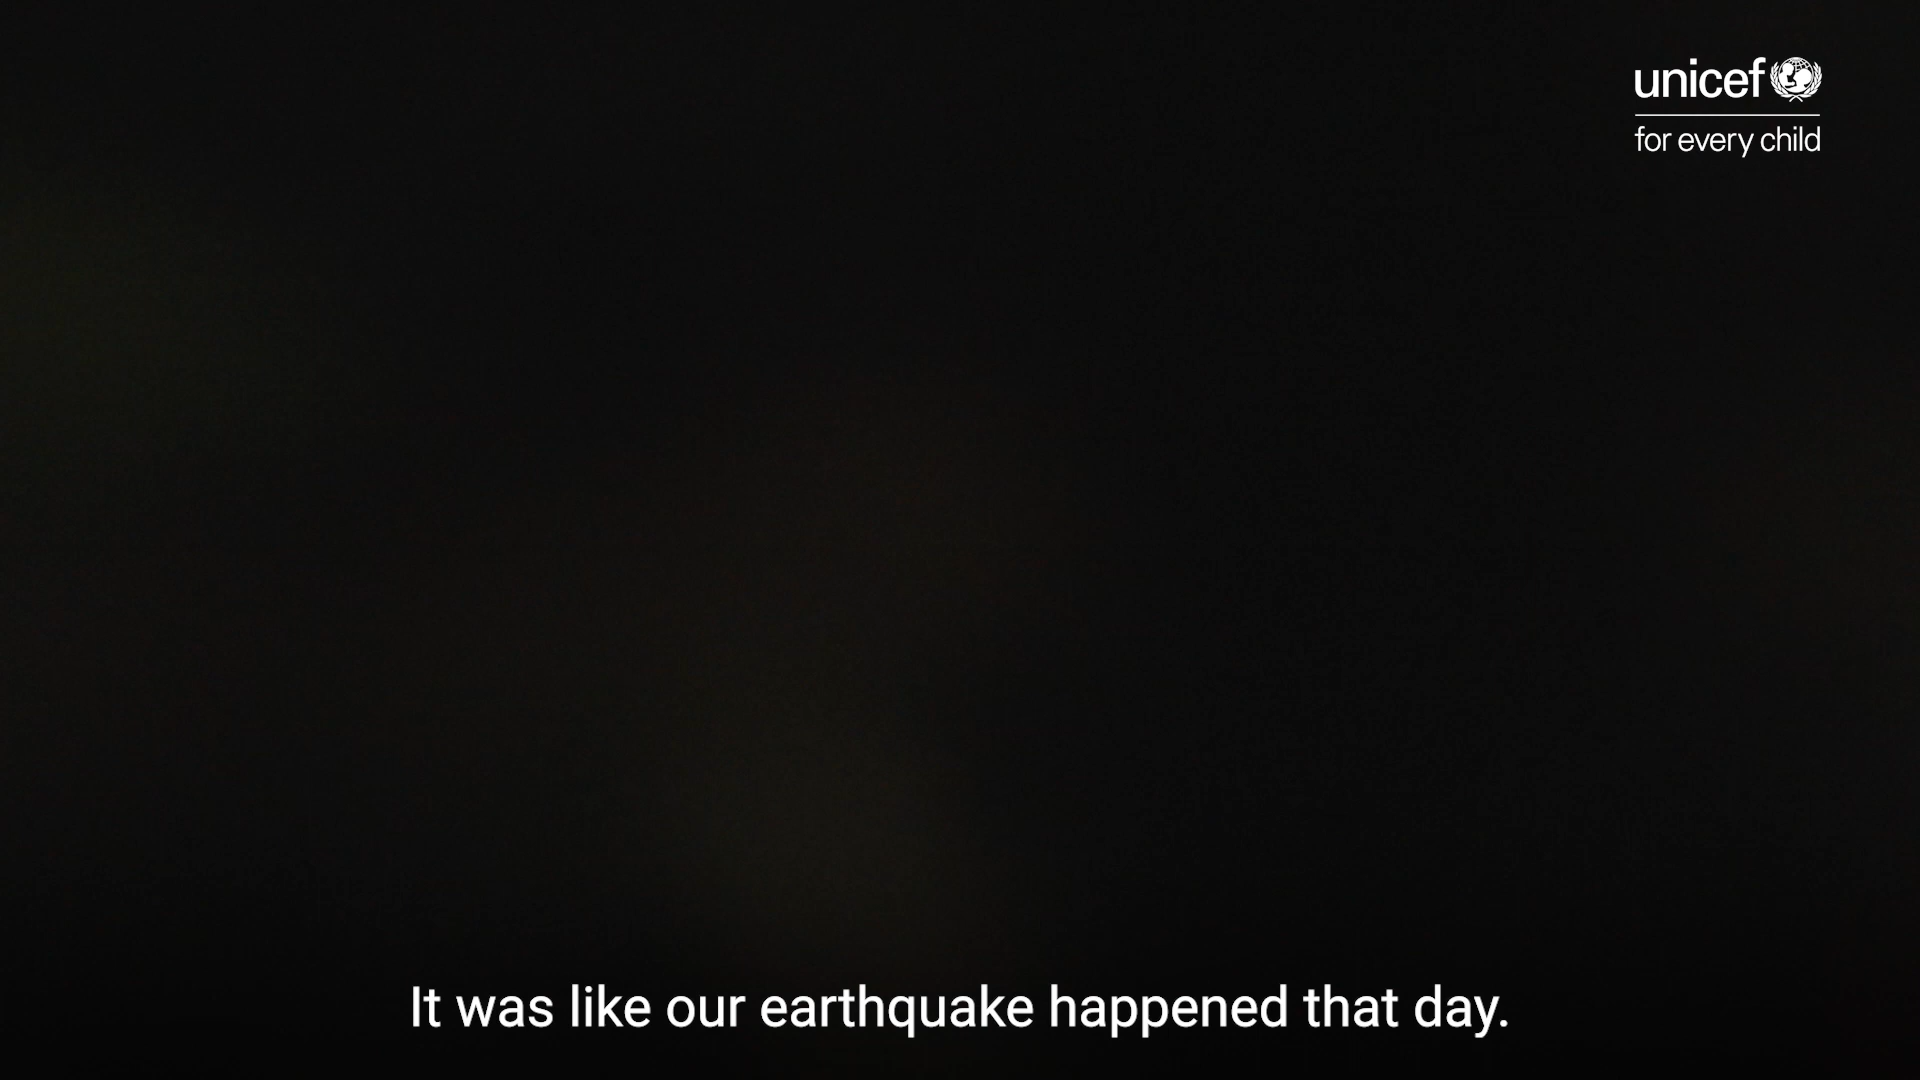 unicef
for every child
It was like our earthquake happened that day.